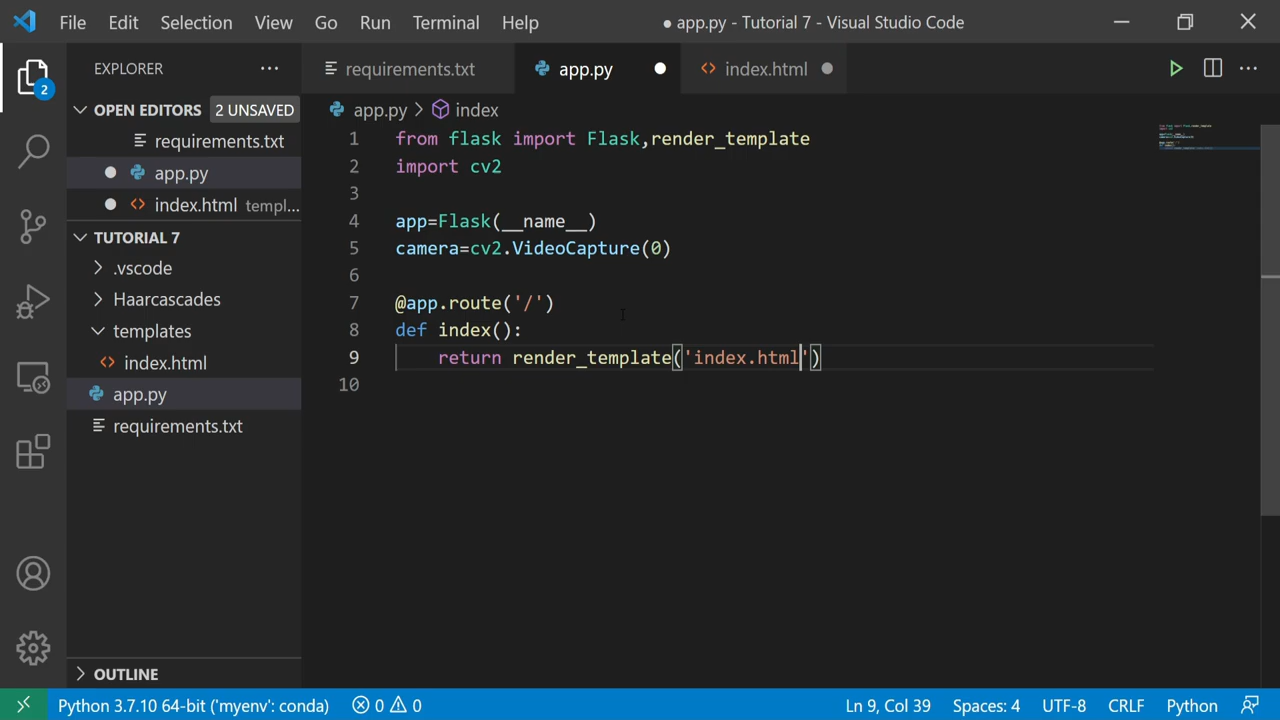 File Edit Selection View Go Run Terminal Help ● app.py - Tutorial 7 - Visual Studio Code
EXPLORER
2
OPEN EDITORS 2 UNSAVED
requirements.txt
app.py
index.html templ...
TUTORIAL 7
.vscode
Haarcascades
templates
index.html
app.py
requirements.txt
OUTLINE
requirements.txt app.py index.html
app.py > index
1 from flask import Flask,render_template
2 import cv2
3
4 app=Flask(__name__)
5 camera=cv2.VideoCapture(0)
6
7 @app.route('/')
8 def index():
9 return render_template('index.html')
10
Python 3.7.10 64-bit ('myenv': conda) 0 0 Ln 9, Col 39 Spaces: 4 UTF-8 CRLF Python